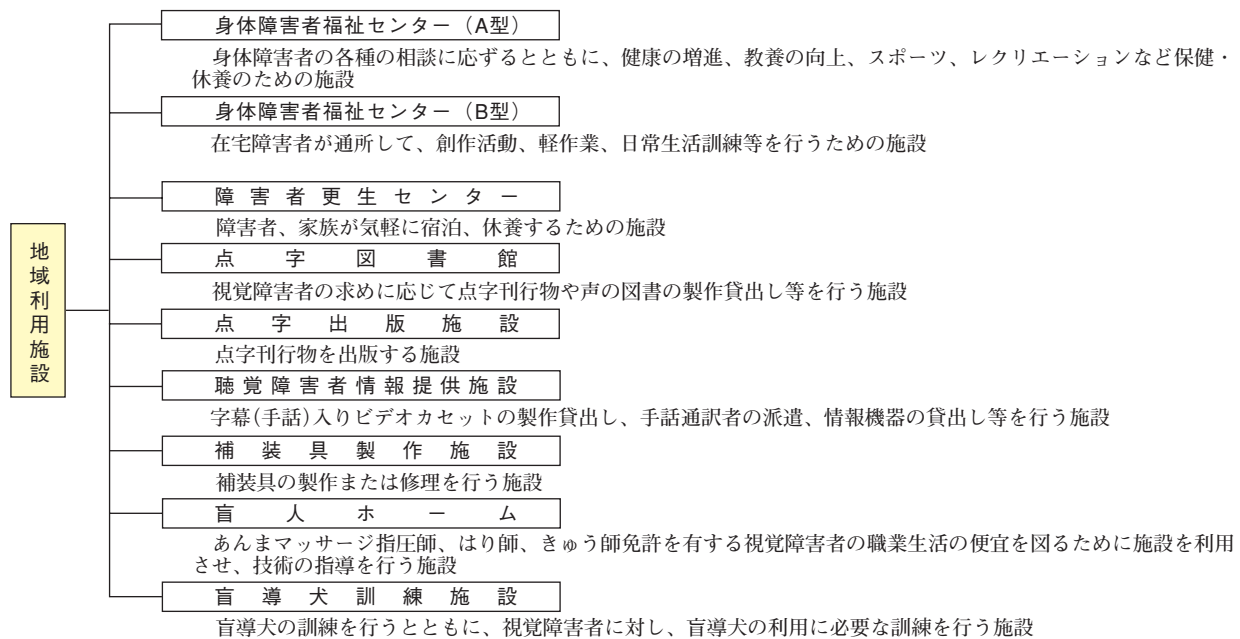 地域利用施設
身体障害者福祉センター（A型）
身体障害者の各種の相談に応ずるとともに、健康の増進、教養の向上、スポーツ、レクリエーションなど保健・
休養のための施設
身体障害者福祉センター（B型）
在宅障害者が通所して、創作活動、軽作業、日常生活訓練等を行うための施設
障害者更生センター
障害者、家族が気軽に宿泊、休養するための施設
点字図書館
視覚障害者の求めに応じて点字刊行物や声の図書の製作貸出し等を行う施設
点字出版施設
点字刊行物を出版する施設
聴覚障害者情報提供施設
字幕(手話)入りビデオカセットの製作貸出し、手話通訳者の派遣、情報機器の貸出し等を行う施設
補装具製作施設
補装具の製作または修理を行う施設
盲人ホーム
あんまマッサージ指圧師、はり師、きゅう師免許を有する視覚障害者の職業生活の便宜を図るために施設を利用
させ、技術の指導を行う施設
盲導犬訓練施設
盲導犬の訓練を行うとともに、視覚障害者に対し、盲導犬の利用に必要な訓練を行う施設